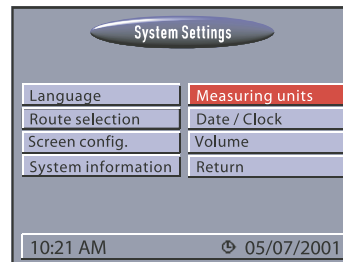 System Settings
Language
Measuring units
Route selection
Date / Clock
Screen config.
Volume
System information
Return
10:21 AM
05/07/2001